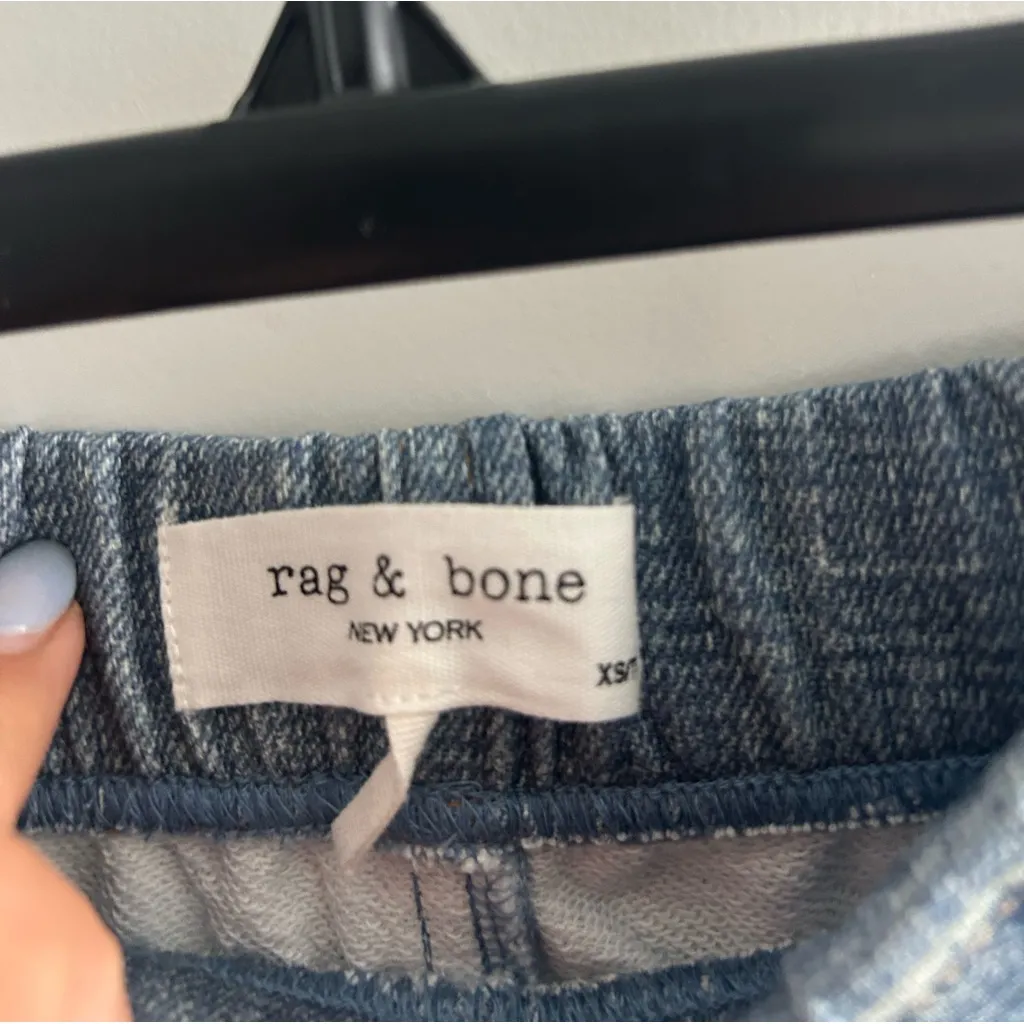 rag & bone
NEW YORK
XS/